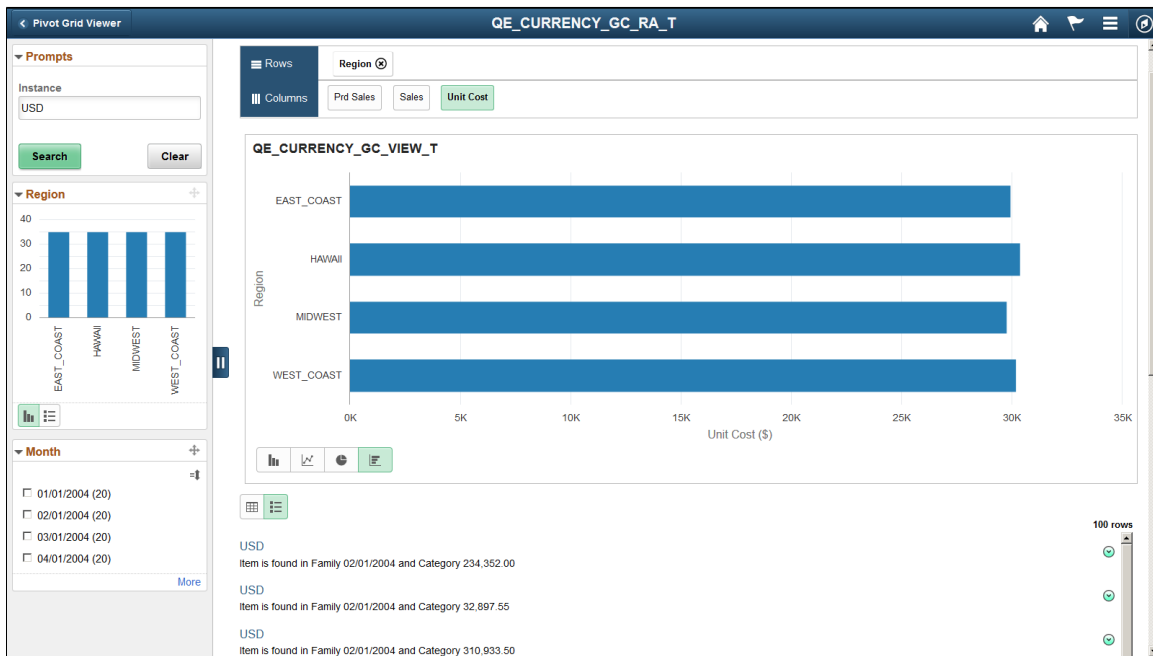 Pivot Grid Viewer
QE_CURRENCY_GC_RA_T
Prompts
Instance
USD
Search
Clear
Region
40
30
20
10
0
EAST_COAST
HAWAII
MIDWEST
WEST_COAST
Month
01/01/2004 (20)
02/01/2004 (20)
03/01/2004 (20)
04/01/2004 (20)
More
Rows
Region
Columns
Prd Sales
Sales
Unit Cost
QE_CURRENCY_GC_VIEW_T
Region
EAST_COAST
HAWAII
MIDWEST
WEST_COAST
0K 5K 10K 15K 20K 25K 30K 35K
Unit Cost ($)
100 rows
USD
Item is found in Family 02/01/2004 and Category 234,352.00
USD
Item is found in Family 02/01/2004 and Category 32,897.55
USD
Item is found in Family 02/01/2004 and Category 310,933.50